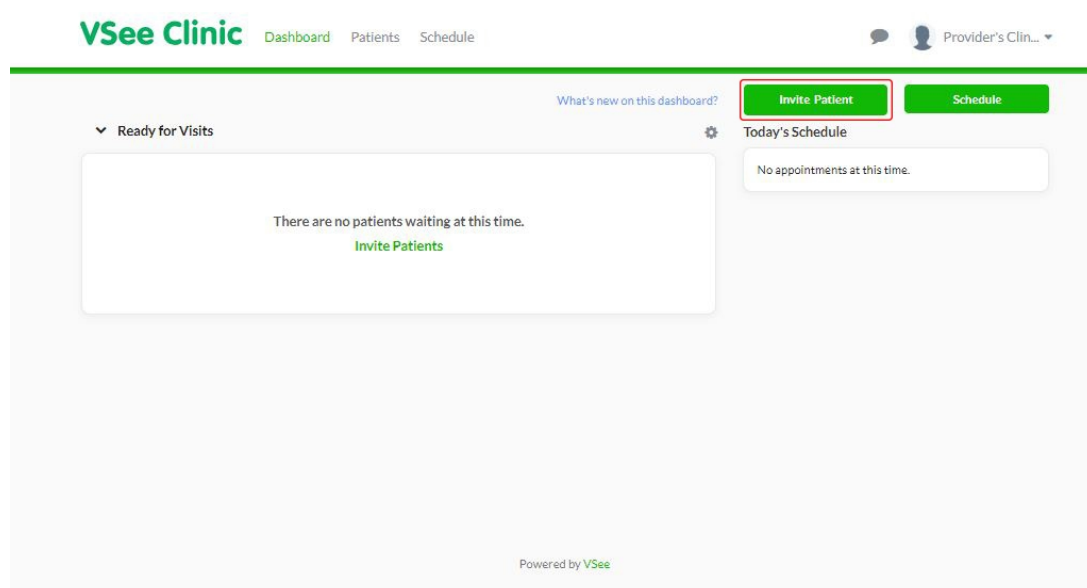 VSee Clinic Dashboard Patients Schedule Provider's Clin...
What's new on this dashboard? Invite Patient Schedule
Ready for Visits
Today's Schedule
No appointments at this time.
There are no patients waiting at this time.
Invite Patients
Powered by VSee